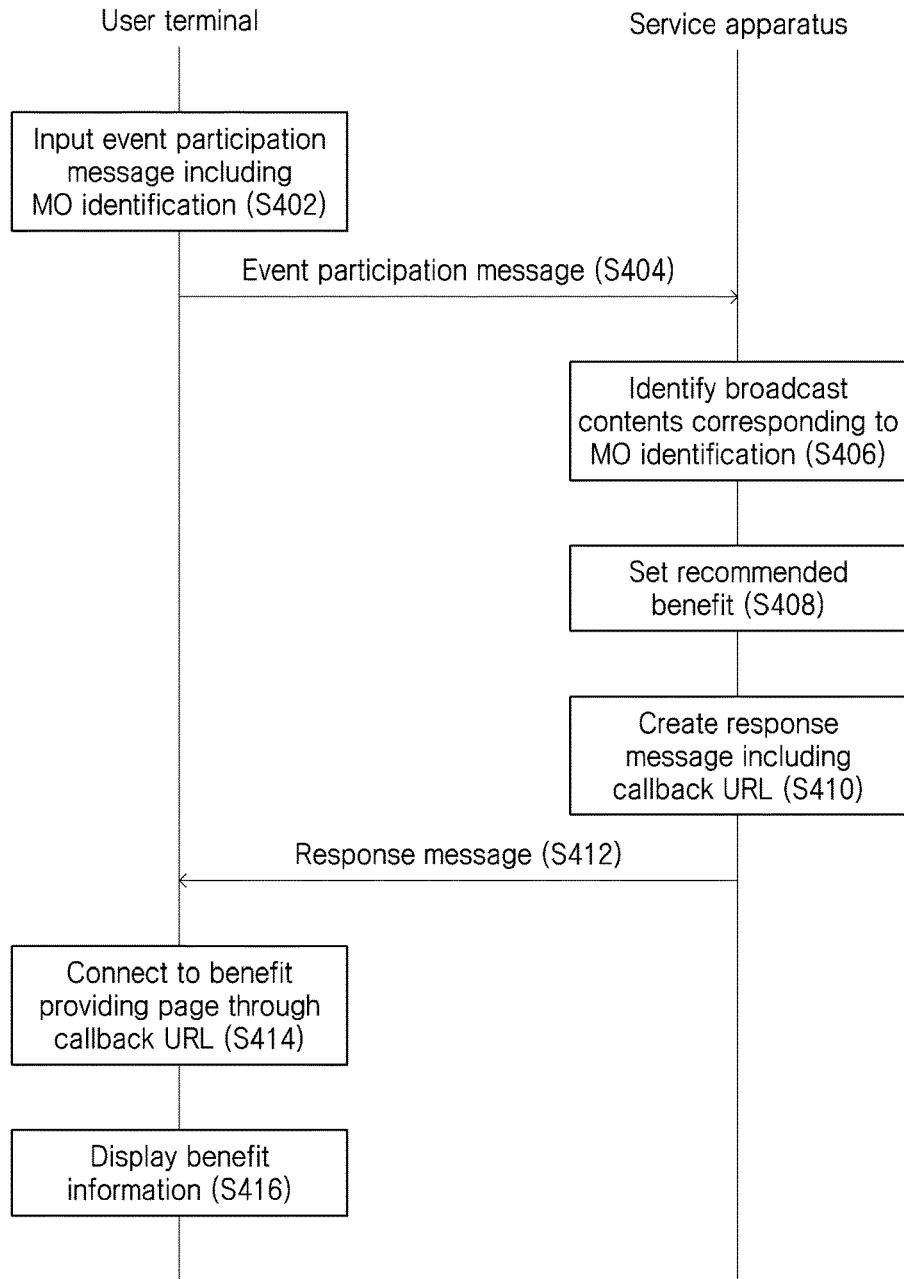 User terminal
Service apparatus
Input event participation
message including
MO identification (S402)
Event participation message (S404)
Identify broadcast
contents corresponding to
MO identification (S406)
Set recommended
benefit (S408)
Create response
message including
callback URL (S410)
Response message (S412)
Connect to benefit
providing page through
callback URL (S414)
Display benefit
information (S416)